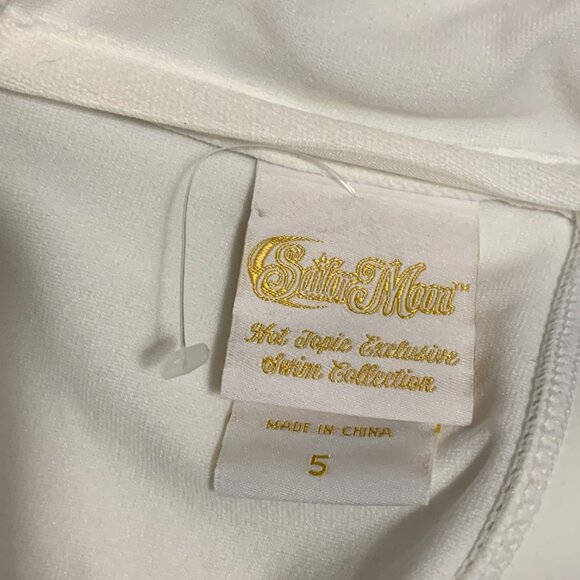 Sailor Moon™
Hot Topic Exclusive
Swim Collection
MADE IN CHINA
5